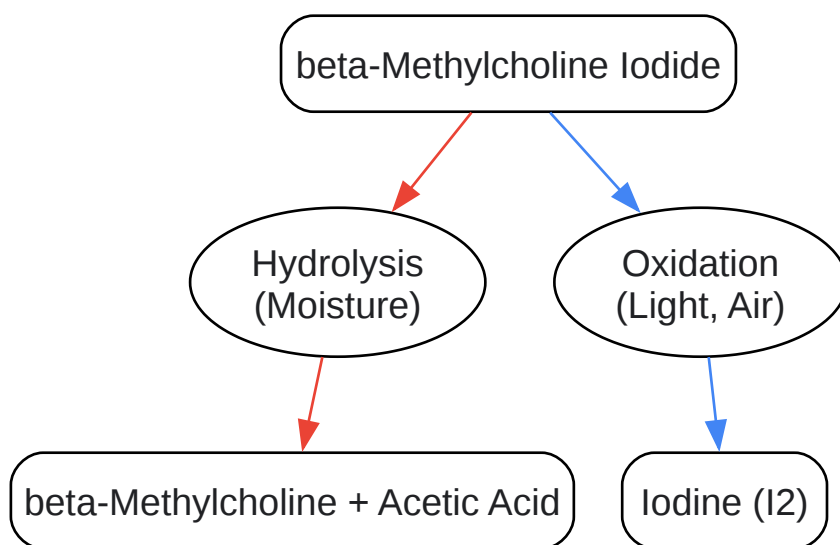 beta-Methylcholine Iodide
Hydrolysis
(Moisture)
Oxidation
(Light, Air)
beta-Methylcholine + Acetic Acid
Iodine (I2)